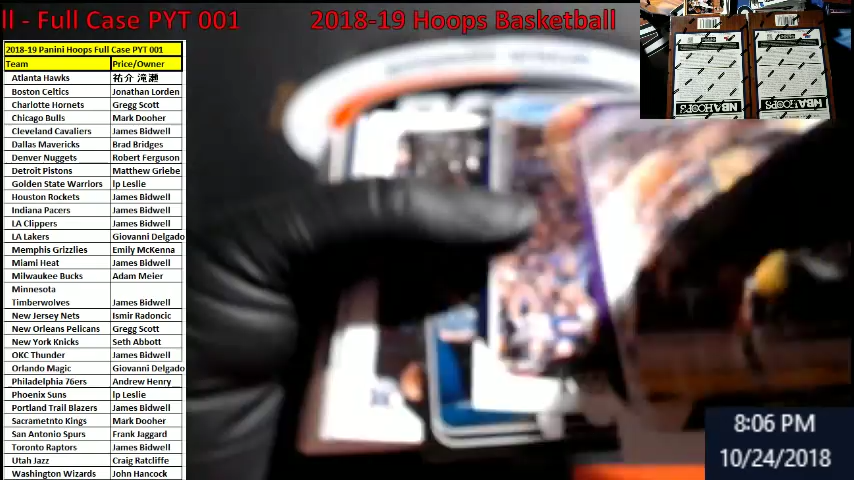 ll - Full Case PYT 001 2018-19 Hoops Basketball
2018-19 Panini Hoops Full Case PYT 001
Team Price/Owner
Atlanta Hawks 祐介 滝瀬
Boston Celtics Jonathan Lorden
Charlotte Hornets Gregg Scott
Chicago Bulls Mark Dooher
Cleveland Cavaliers James Bidwell
Dallas Mavericks Brad Bridges
Denver Nuggets Robert Ferguson
Detroit Pistons Matthew Griebe
Golden State Warriors lp Leslie
Houston Rockets James Bidwell
Indiana Pacers James Bidwell
LA Clippers James Bidwell
LA Lakers Giovanni Delgado
Memphis Grizzlies Emily McKenna
Miami Heat James Bidwell
Milwaukee Bucks Adam Meier
Minnesota
Timberwolves James Bidwell
New Jersey Nets Ismir Radoncic
New Orleans Pelicans Gregg Scott
New York Knicks Seth Abbott
OKC Thunder James Bidwell
Orlando Magic Giovanni Delgado
Philadelphia 76ers Andrew Henry
Phoenix Suns lp Leslie
Portland Trail Blazers James Bidwell
Sacrametnto Kings Mark Dooher
San Antonio Spurs Frank Jaggard
Toronto Raptors James Bidwell
Utah Jazz Craig Ratcliffe
Washington Wizards John Hancock
NBA HOOPS NBA HOOPS
8:06 PM
10/24/2018